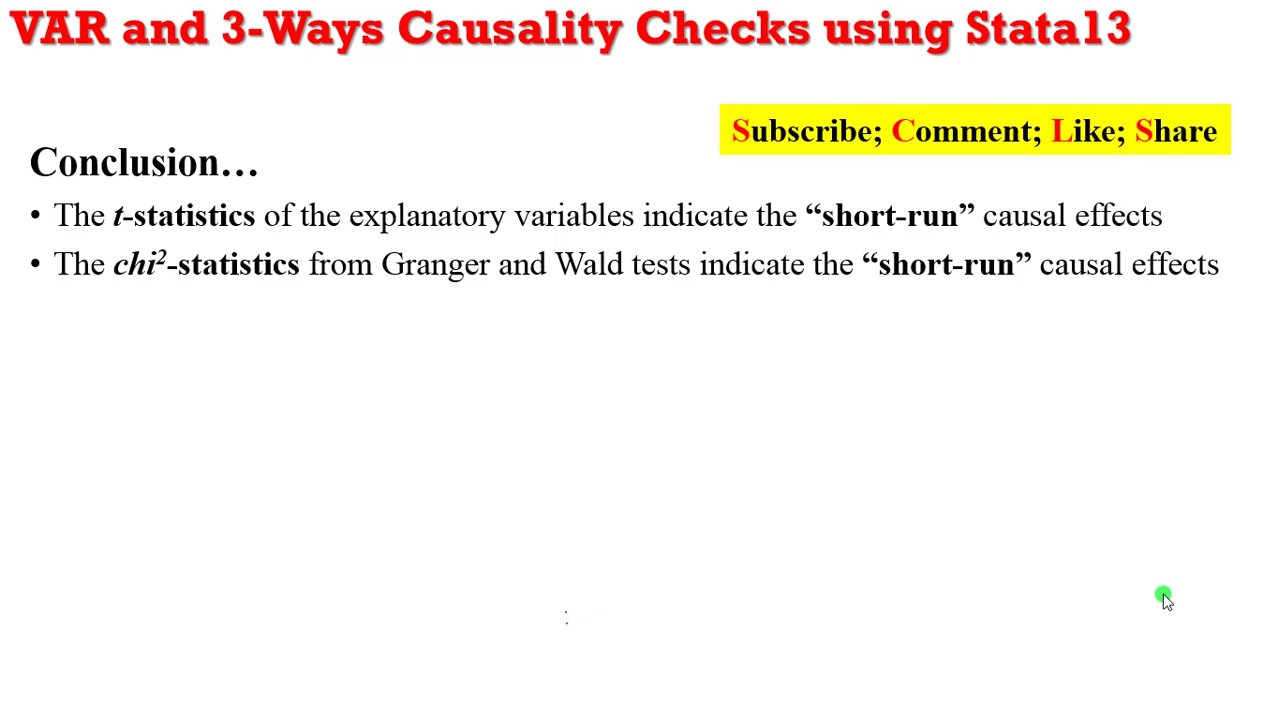 VAR and 3-Ways Causality Checks using Stata13
Subscribe; Comment; Like; Share
Conclusion…
• The t-statistics of the explanatory variables indicate the “short-run” causal effects
• The chi²-statistics from Granger and Wald tests indicate the “short-run” causal effects